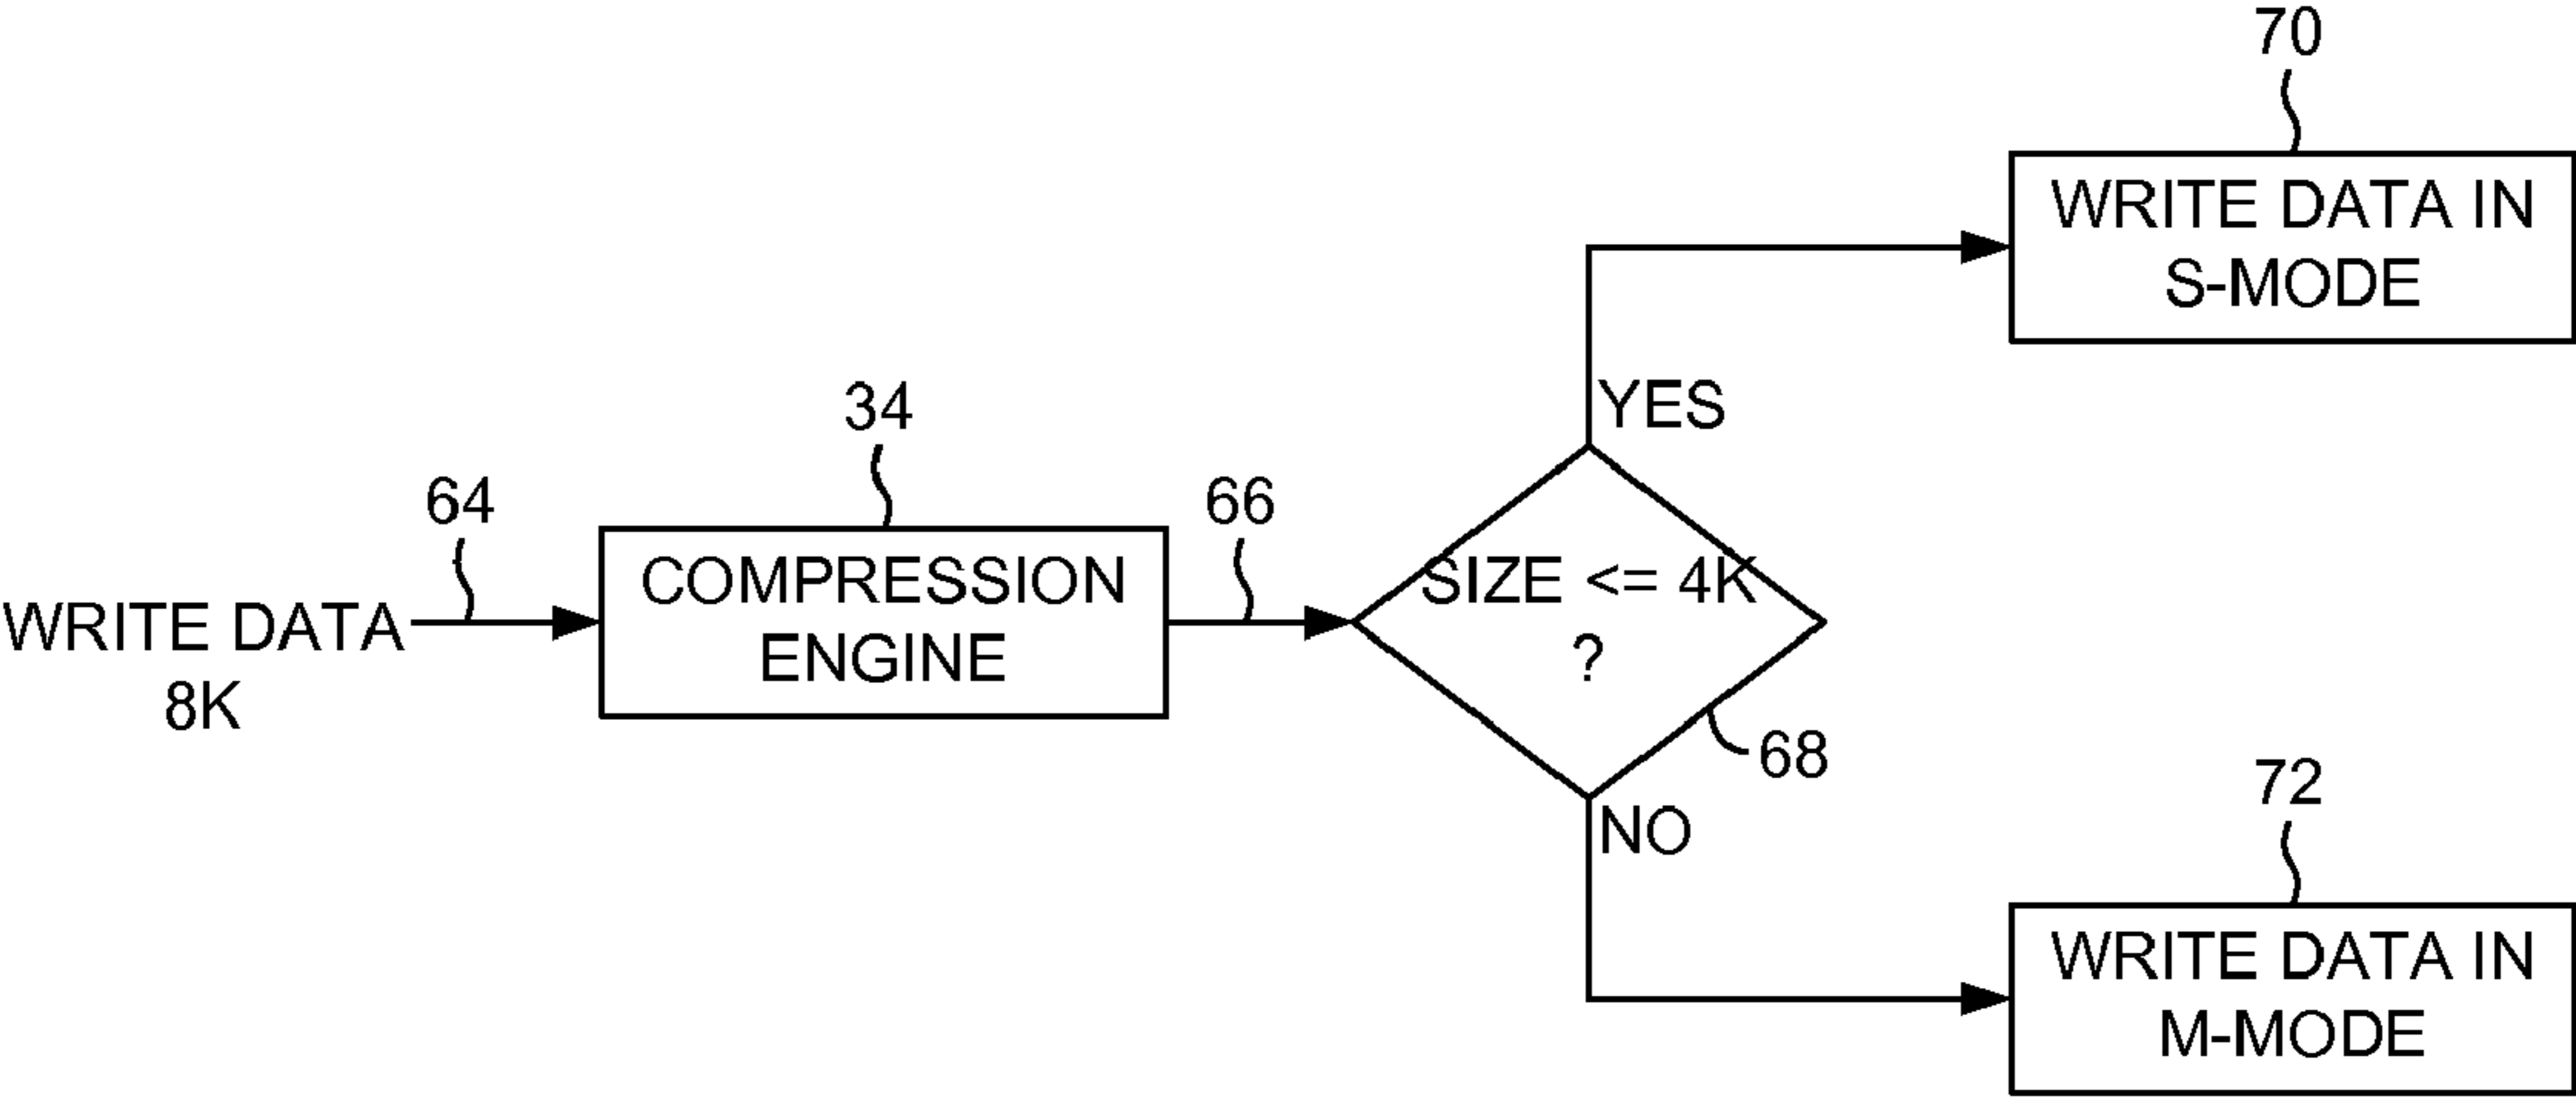 70
WRITE DATA IN
S-MODE
YES
34
64
66
COMPRESSION
ENGINE
SIZE <= 4K
?
WRITE DATA
8K
68
NO
72
WRITE DATA IN
M-MODE